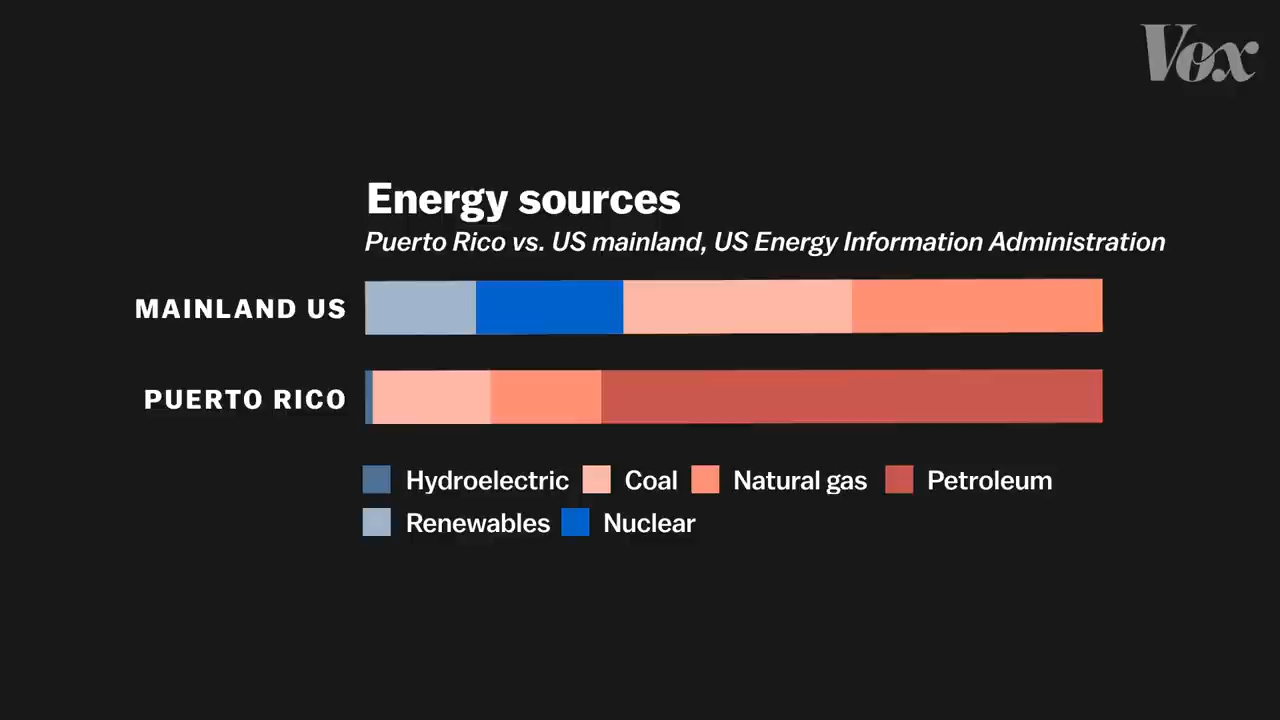 Vox
Energy sources
Puerto Rico vs. US mainland, US Energy Information Administration
MAINLAND US
PUERTO RICO
Hydroelectric Coal Natural gas Petroleum
Renewables Nuclear